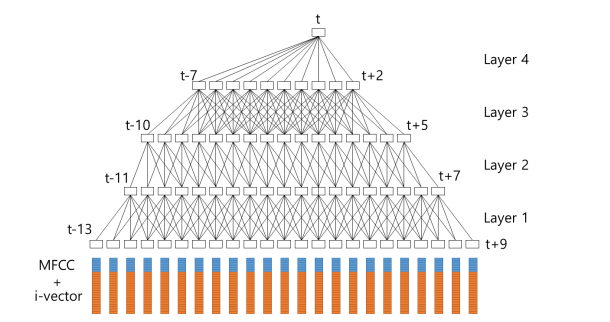 t
Layer 4
t-7
t+2
Layer 3
t-10
t+5
Layer 2
t-11
t+7
Layer 1
t-13
t+9
MFCC
+
i-vector